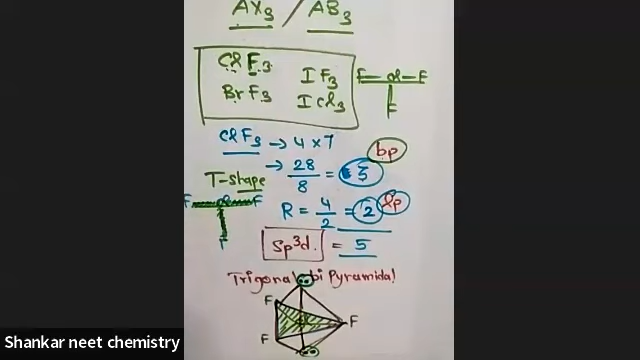 AX3 / AB3
ClF3 IF3
BrF3 ICl3
F Cl F
F
ClF3 → 4 × 7
bp
→ 28/8 = 3
T-shape
F Cl F
F
R = 4/2 = 2 lp
Sp3d. = 5
Trigonal bi Pyramidal
F
F
F
Shankar neet chemistry